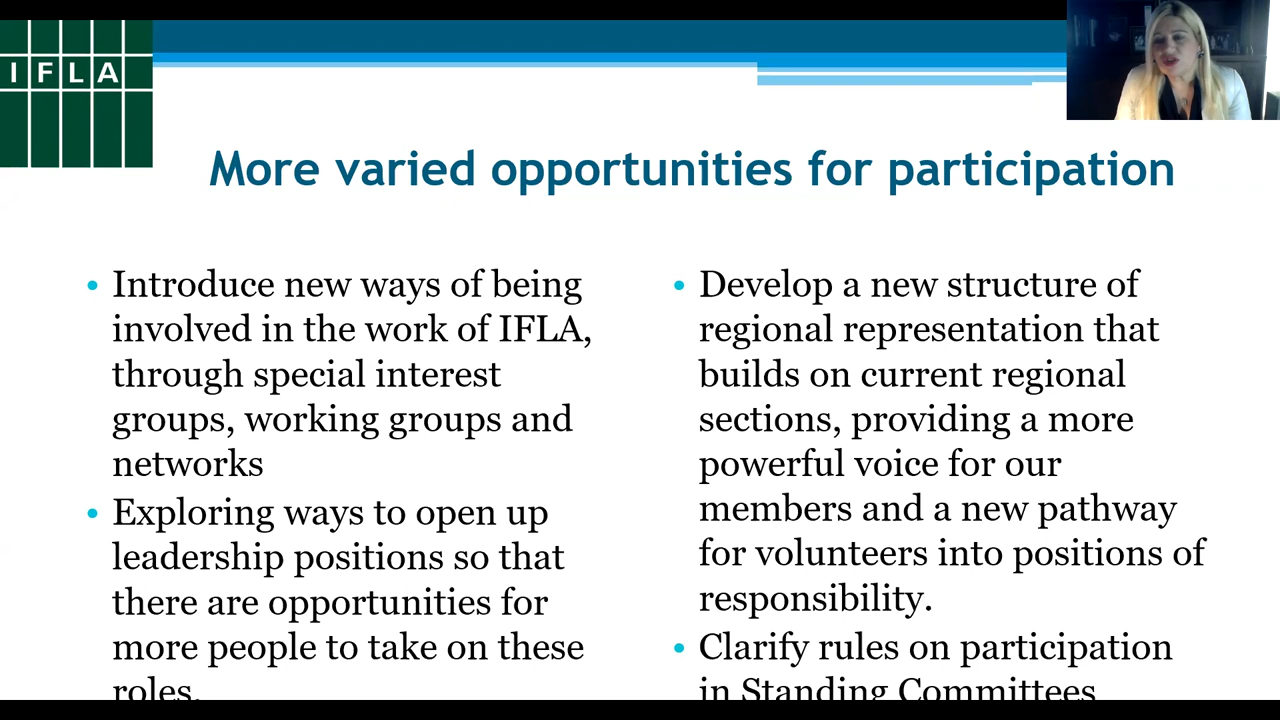 IFLA
More varied opportunities for participation
• Introduce new ways of being
involved in the work of IFLA,
through special interest
groups, working groups and
networks
• Exploring ways to open up
leadership positions so that
there are opportunities for
more people to take on these
roles.
• Develop a new structure of
regional representation that
builds on current regional
sections, providing a more
powerful voice for our
members and a new pathway
for volunteers into positions of
responsibility.
• Clarify rules on participation
in Standing Committees